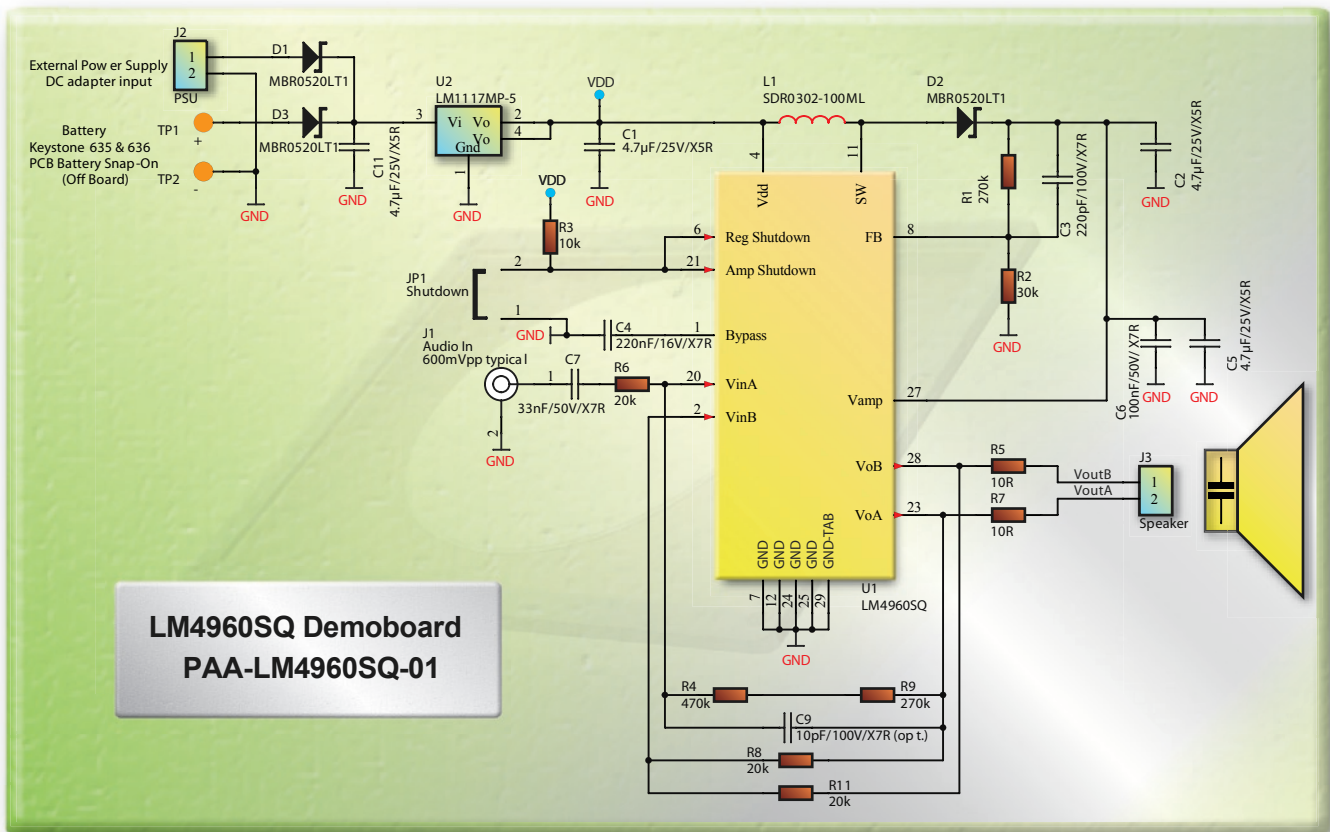 J2
External Power Supply
DC adapter input
1
2
PSU
D1
MBR0520LT1
D3
MBR0520LT1
TP1
+
Battery
Keystone 635 & 636
PCB Battery Snap-On
(Off Board)
TP2
-
GND
C11
4.7µF/25V/X5R
GND
3
U2
LM1117MP-5
Vi
Vo
Vo
Gnd
2
4
1
GND
VDD
C1
4.7µF/25V/X5R
GND
L1
SDR0302-100ML
D2
MBR0520LT1
4
11
R1
270k
C3
220pF/100V/X7R
C2
4.7µF/25V/X5R
GND
VDD
R3
10k
JP1
Shutdown
2
1
GND
C4
220nF/16V/X7R
J1
Audio In
600mVpp typical
1
2
GND
C7
33nF/50V/X7R
R6
20k
6
21
1
20
2
Vdd
SW
Reg Shutdown
FB
Amp Shutdown
Bypass
VinA
VinB
Vamp
VoB
VoA
GND
GND
GND
GND
GND-TAB
8
27
28
23
7
12
24
25
29
GND
U1
LM4960SQ
R2
30k
GND
C6
100nF/50V/ X7R
GND
C5
4.7µF/25V/X5R
GND
R5
10R
R7
10R
VoutB
VoutA
J3
1
2
Speaker
LM4960SQ Demoboard
PAA-LM4960SQ-01
R4
470k
R9
270k
C9
10pF/100V/X7R (opt.)
R8
20k
R11
20k